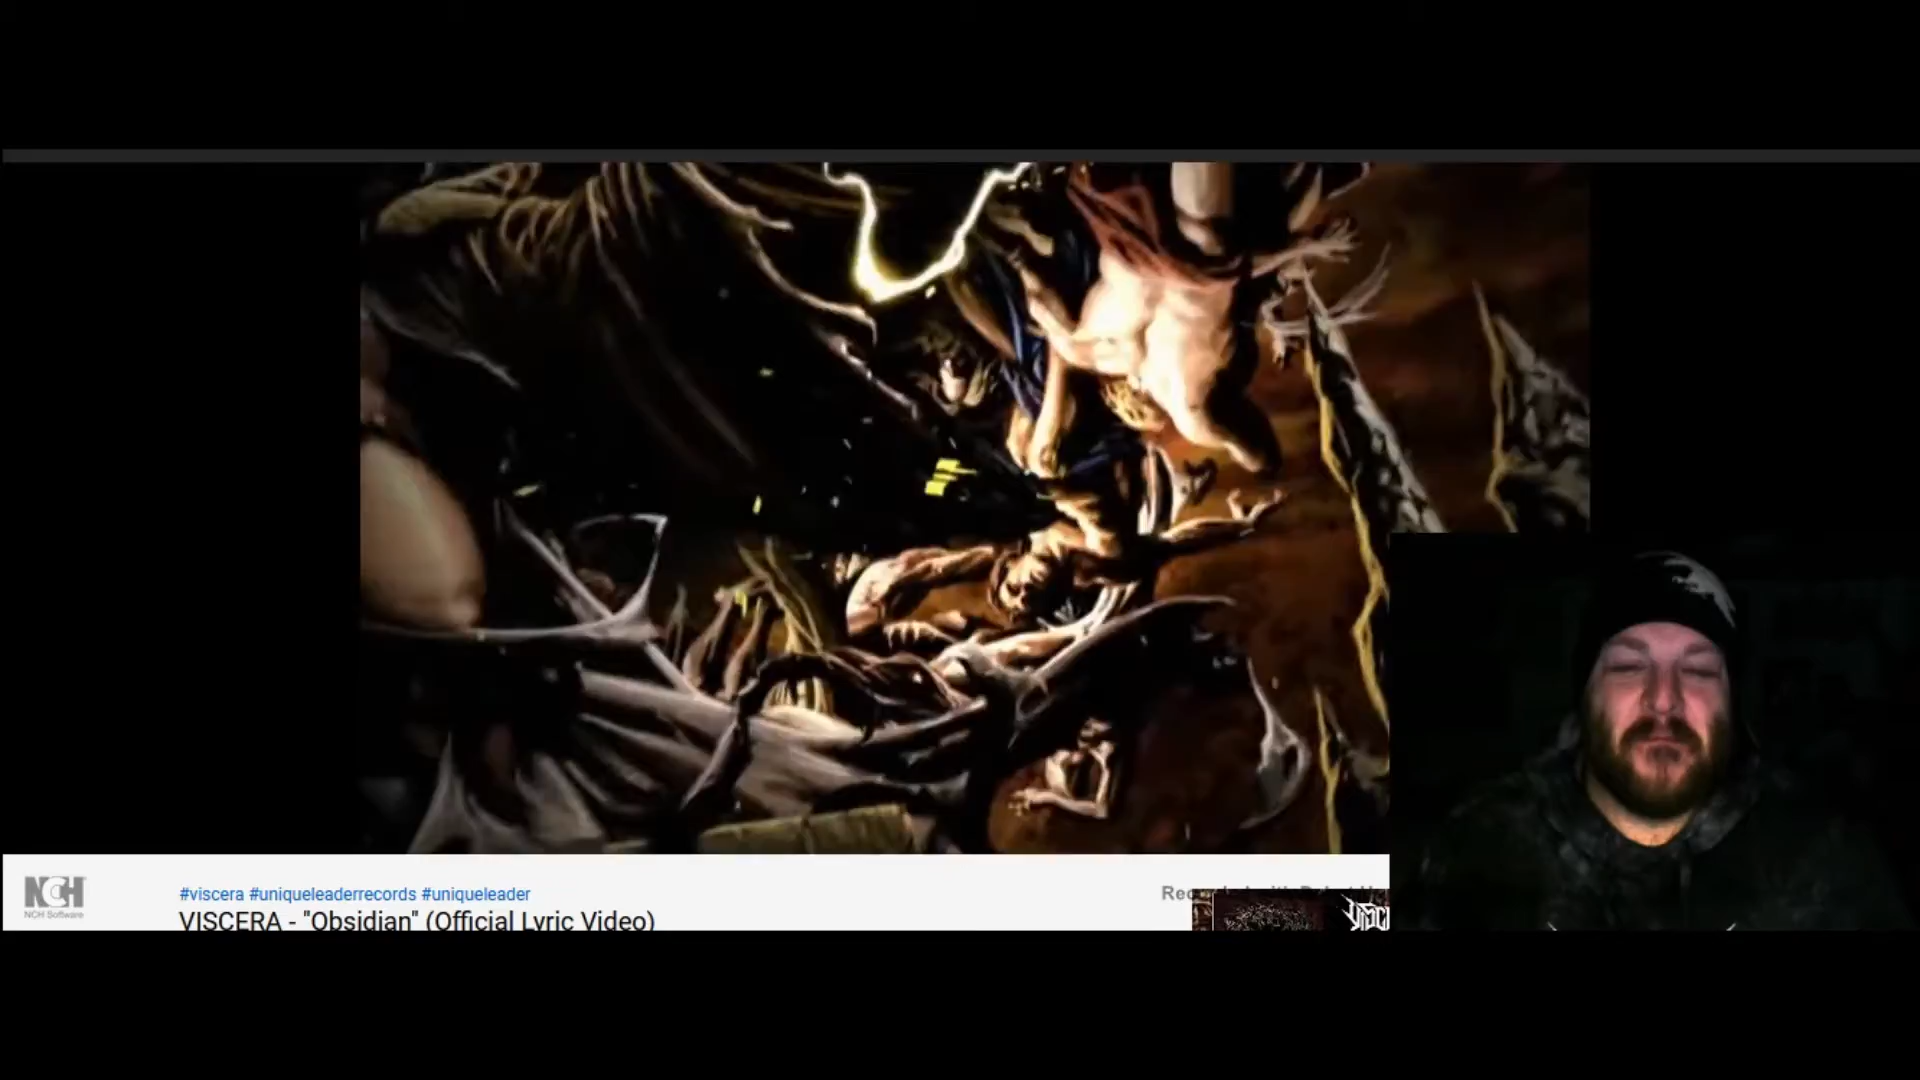 NCH
NCH Software
#viscera #uniqueleaderrecords #uniqueleader
VISCERA - "Obsidian" (Official Lyric Video)